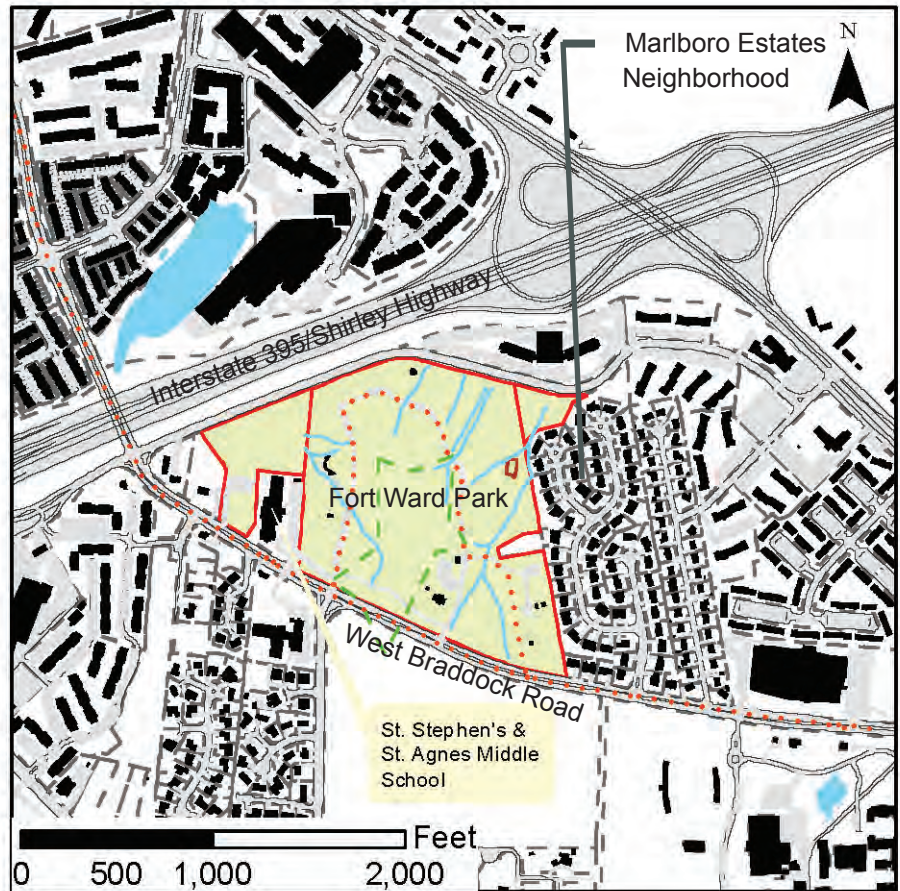 Marlboro Estates
Neighborhood
N
Interstate 395/Shirley Highway
Fort Ward Park
West Braddock Road
St. Stephen's &
St. Agnes Middle
School
Feet
0 500 1,000 2,000